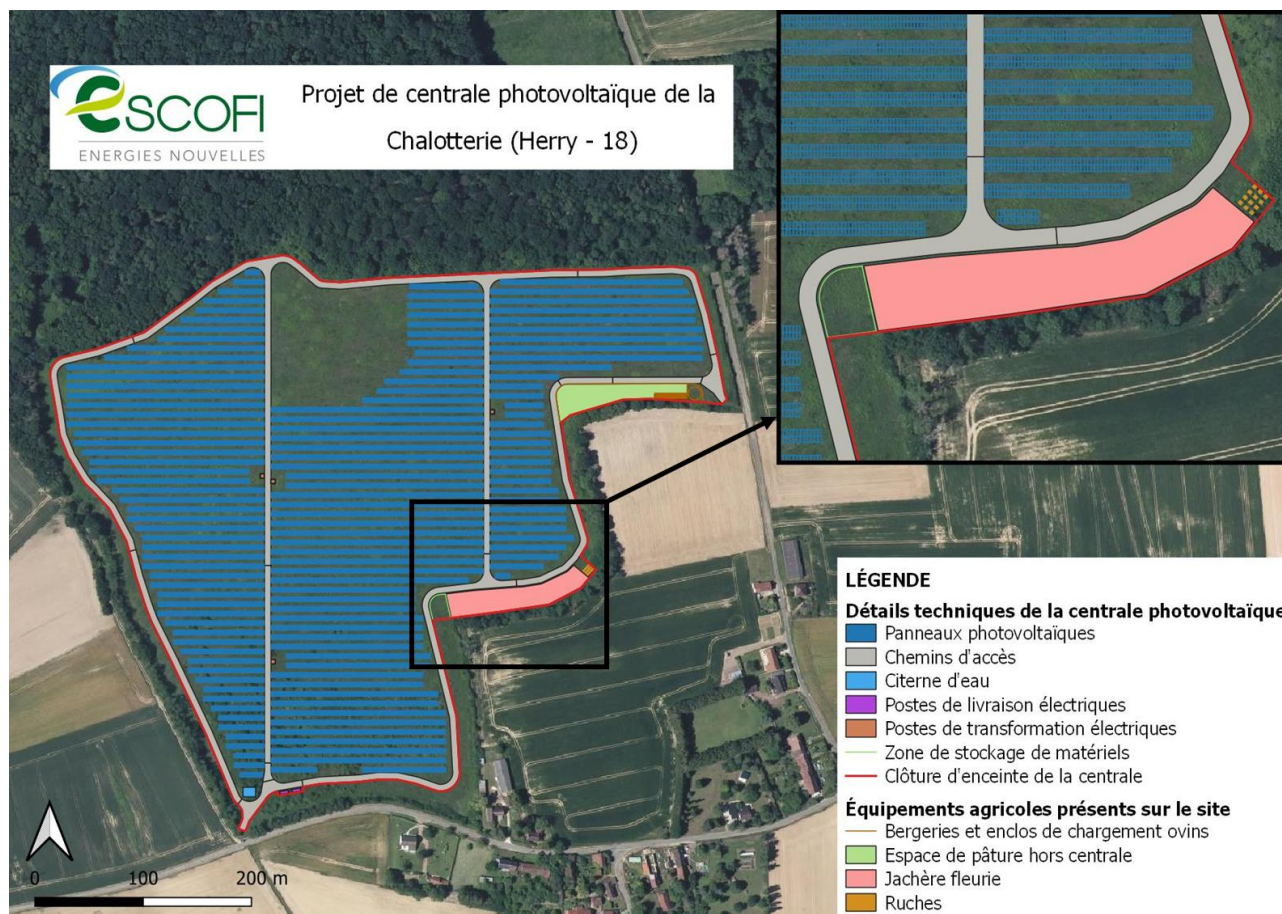 eSCOFI
ENERGIES NOUVELLES
Projet de centrale photovoltaïque de la
Chalotterie (Herry - 18)
LÉGENDE
Détails techniques de la centrale photovoltaïque
Panneaux photovoltaïques
Chemins d'accès
Citerne d'eau
Postes de livraison électriques
Postes de transformation électriques
Zone de stockage de matériels
Clôture d'enceinte de la centrale
Équipements agricoles présents sur le site
Bergeries et enclos de chargement ovins
Espace de pâture hors centrale
Jachère fleurie
Ruches
0 100 200 m